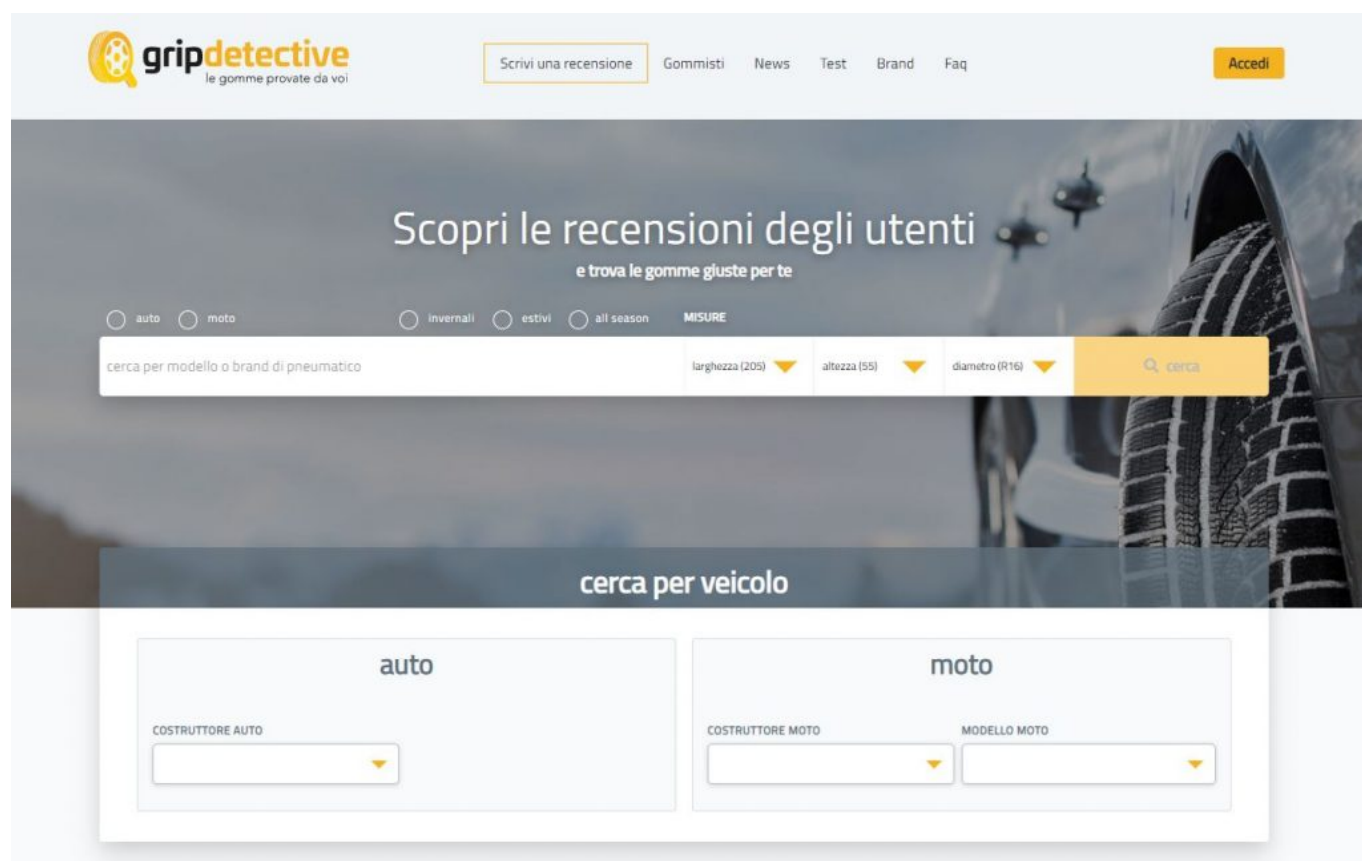 gripdetective
le gomme provate da voi
Scrivi una recensione Gommisti News Test Brand Faq
Accedi
Scopri le recensioni degli utenti
e trova le gomme giuste per te
auto moto invernali estivi all season MISURE
cerca per modello o brand di pneumatico larghezza (205) altezza (55) diametro (R16) cerca
cerca per veicolo
auto
COSTRUTTORE AUTO
moto
COSTRUTTORE MOTO MODELLO MOTO